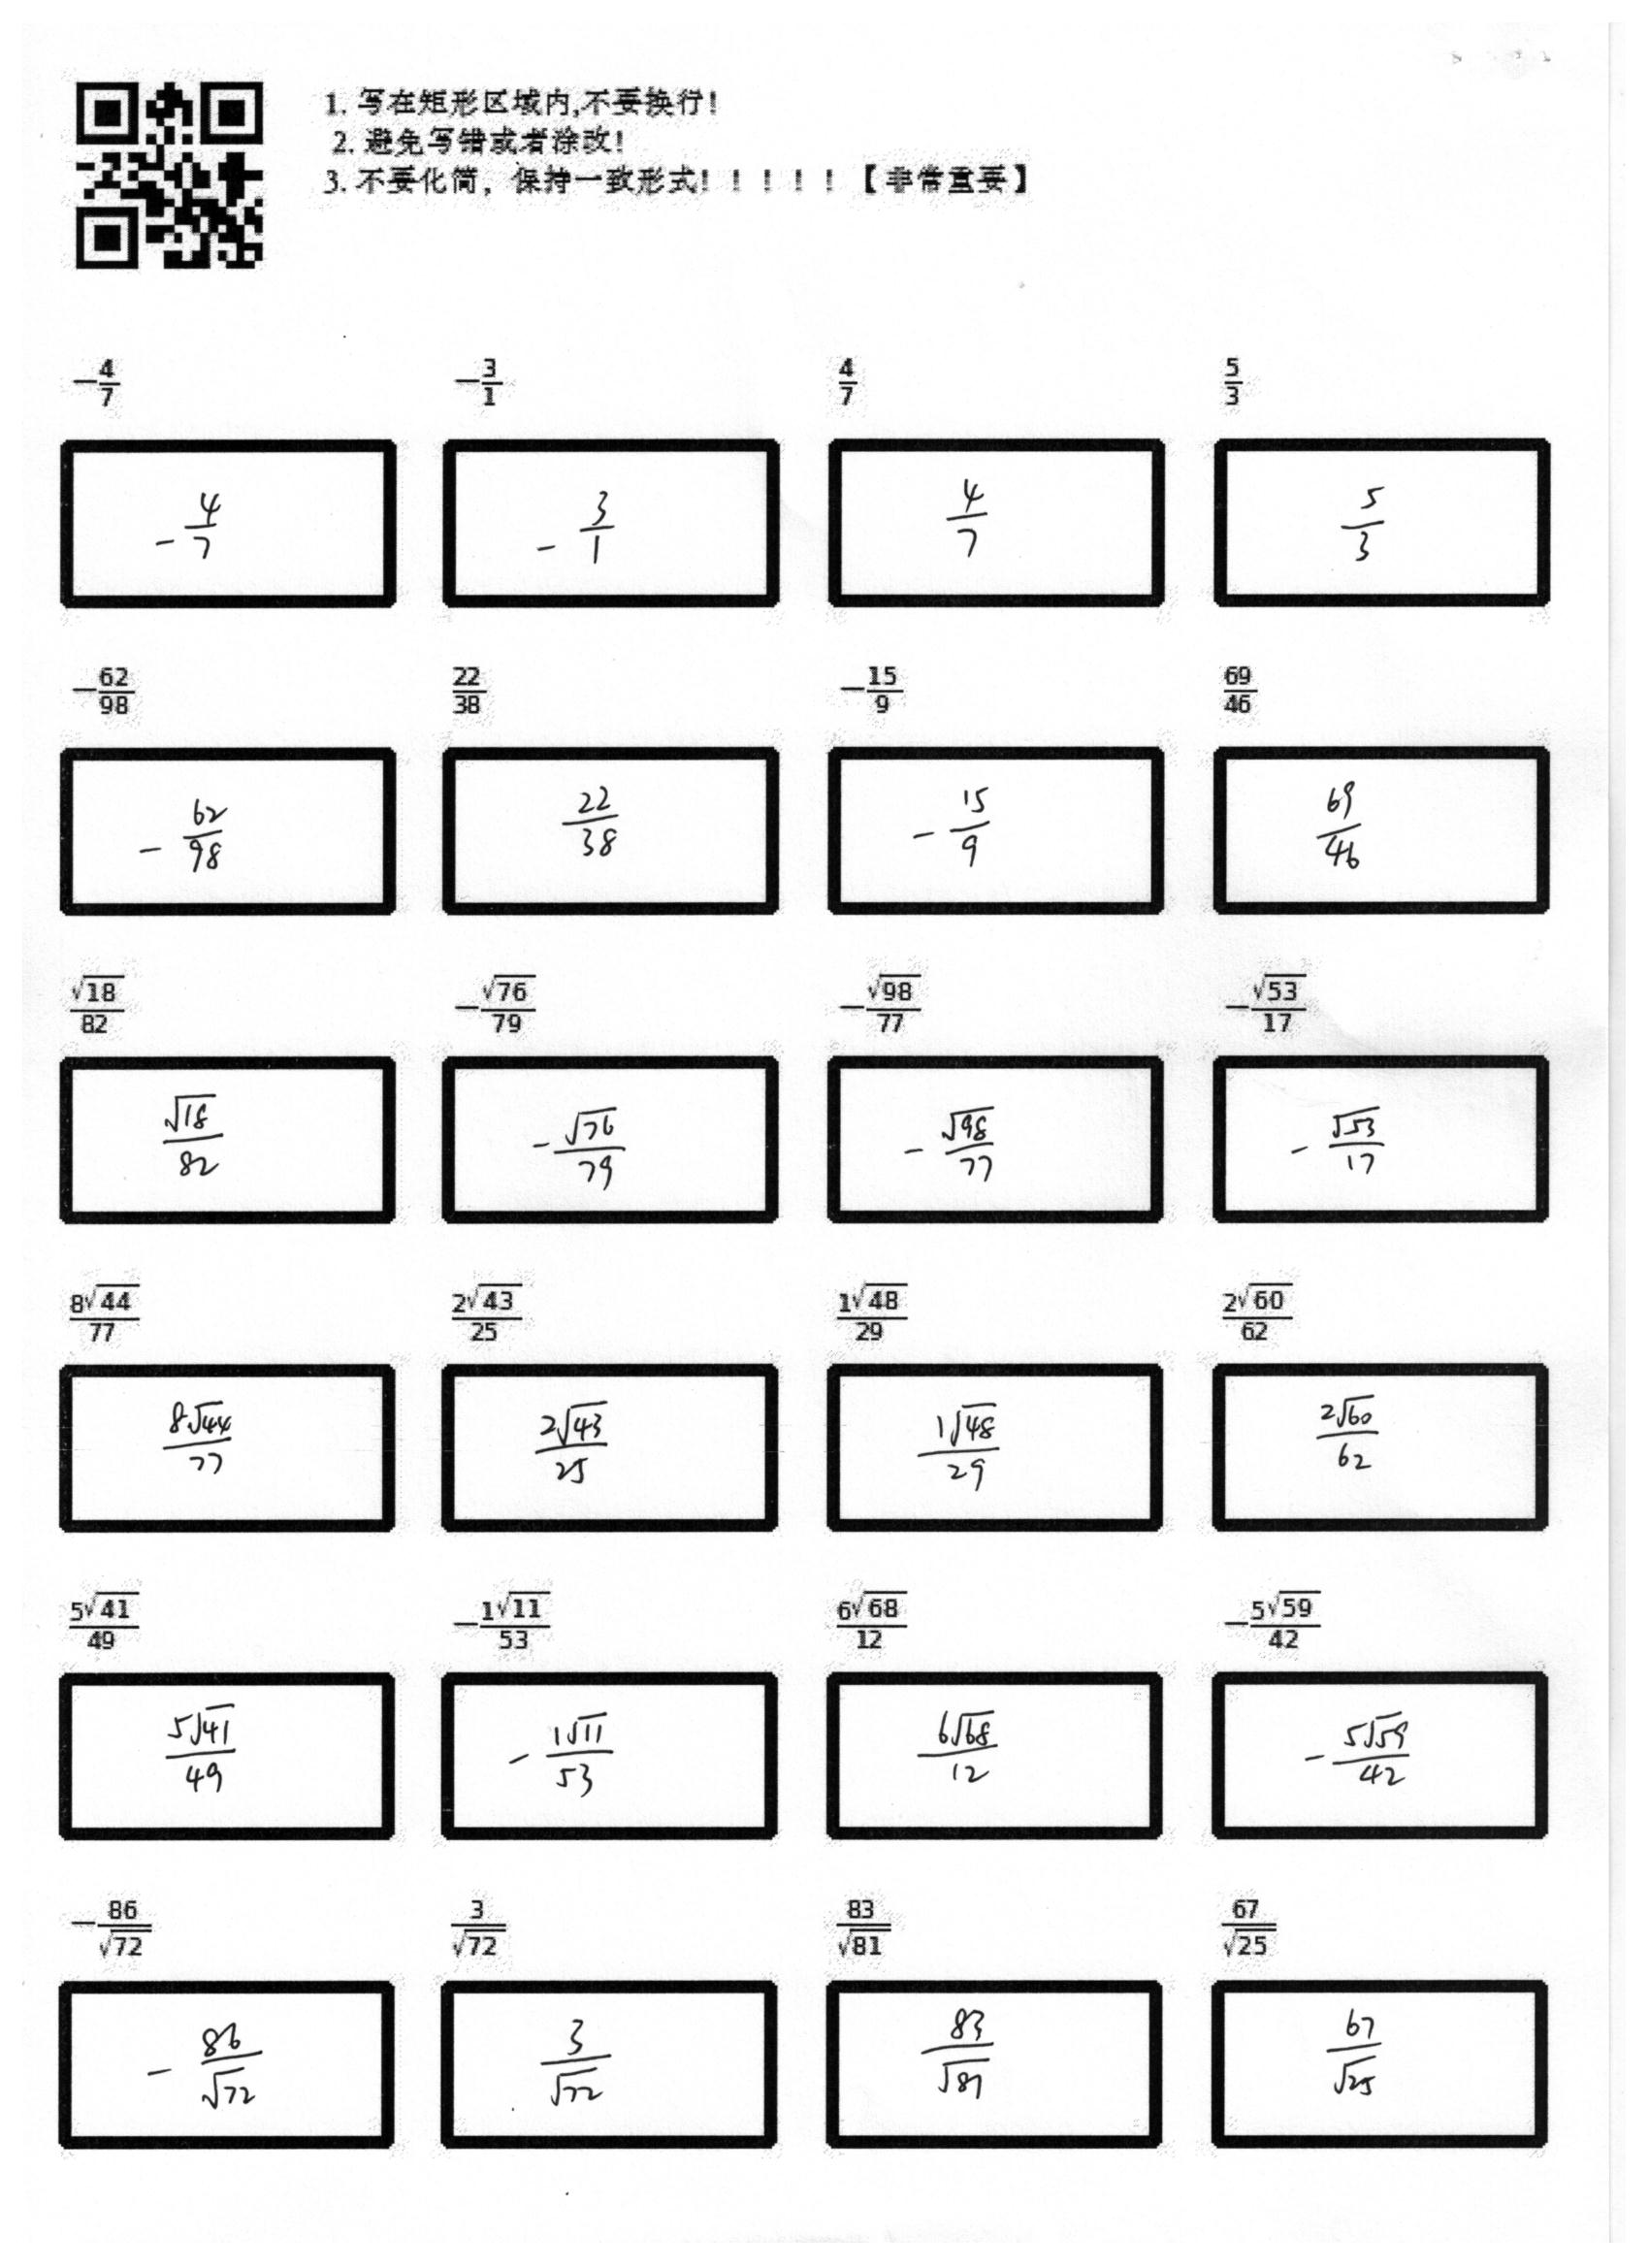 1. 写在矩形区域内,不要换行!
2. 避免写错或者涂改!
3. 不要化简，保持一致形式！！！！！【非常重要】
-\frac{4}{7} -\frac{3}{1} \frac{4}{7} \frac{5}{3}
-\frac{4}{7} -\frac{3}{1} \frac{4}{7} \frac{5}{3}
-\frac{62}{98} \frac{22}{38} -\frac{15}{9} \frac{69}{46}
-\frac{62}{98} \frac{22}{38} -\frac{15}{9} \frac{69}{46}
\frac{\sqrt{18}}{82} -\frac{\sqrt{76}}{79} -\frac{\sqrt{98}}{77} -\frac{\sqrt{53}}{17}
\frac{\sqrt{18}}{82} -\frac{\sqrt{76}}{79} -\frac{\sqrt{98}}{77} -\frac{\sqrt{53}}{17}
\frac{8\sqrt{44}}{77} \frac{2\sqrt{43}}{25} \frac{1\sqrt{48}}{29} \frac{2\sqrt{60}}{62}
\frac{8\sqrt{44}}{77} \frac{2\sqrt{43}}{25} \frac{1\sqrt{48}}{29} \frac{2\sqrt{60}}{62}
\frac{5\sqrt{41}}{49} -\frac{1\sqrt{11}}{53} \frac{6\sqrt{68}}{12} -\frac{5\sqrt{59}}{42}
\frac{5\sqrt{41}}{49} -\frac{1\sqrt{11}}{53} \frac{6\sqrt{68}}{12} -\frac{5\sqrt{59}}{42}
-\frac{86}{\sqrt{72}} \frac{3}{\sqrt{72}} \frac{83}{\sqrt{81}} \frac{67}{\sqrt{25}}
-\frac{86}{\sqrt{72}} \frac{3}{\sqrt{72}} \frac{83}{\sqrt{81}} \frac{67}{\sqrt{25}}